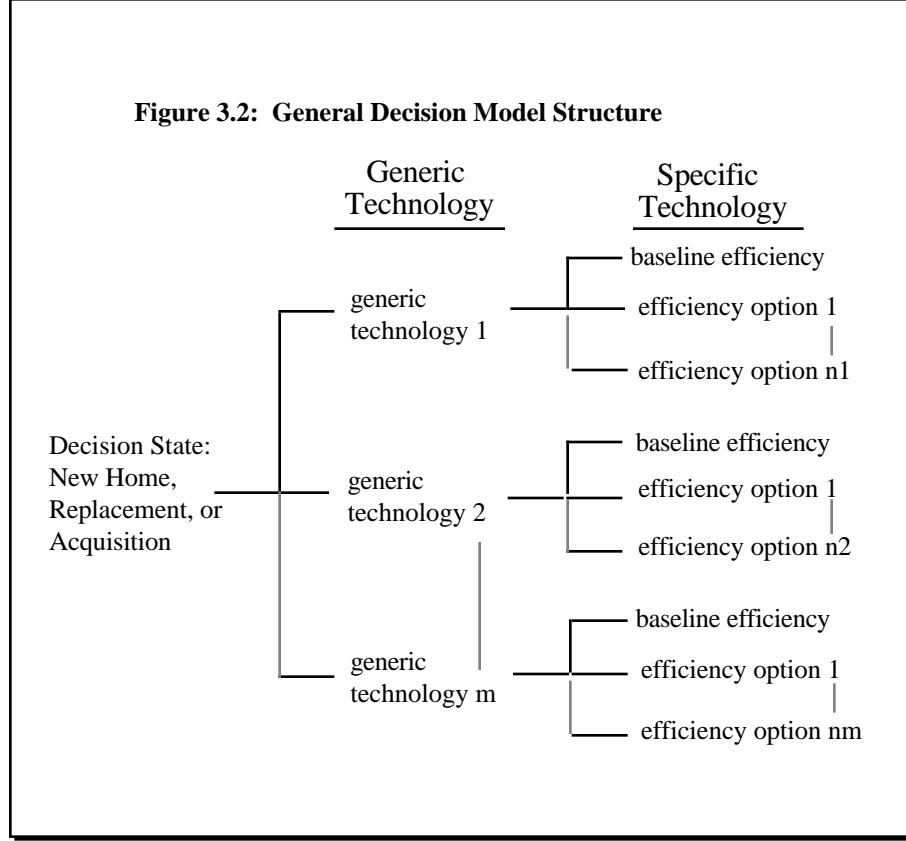 Figure 3.2:  General Decision Model Structure
Generic
Technology
Specific
Technology
baseline efficiency
generic
technology 1
efficiency option 1
efficiency option n1
Decision State:
New Home,
Replacement, or
Acquisition
baseline efficiency
generic
technology 2
efficiency option 1
efficiency option n2
baseline efficiency
generic
technology m
efficiency option 1
efficiency option nm